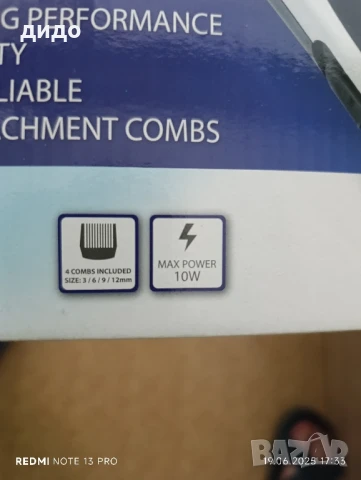 дидо
G PERFORMANCE
TY
LIABLE
ACHMENT COMBS
4 COMBS INCLUDED
SIZE: 3 / 6 / 9 / 12mm
MAX POWER
10W
REDMI NOTE 13 PRO
19.06.2025 17:33
BAZAR